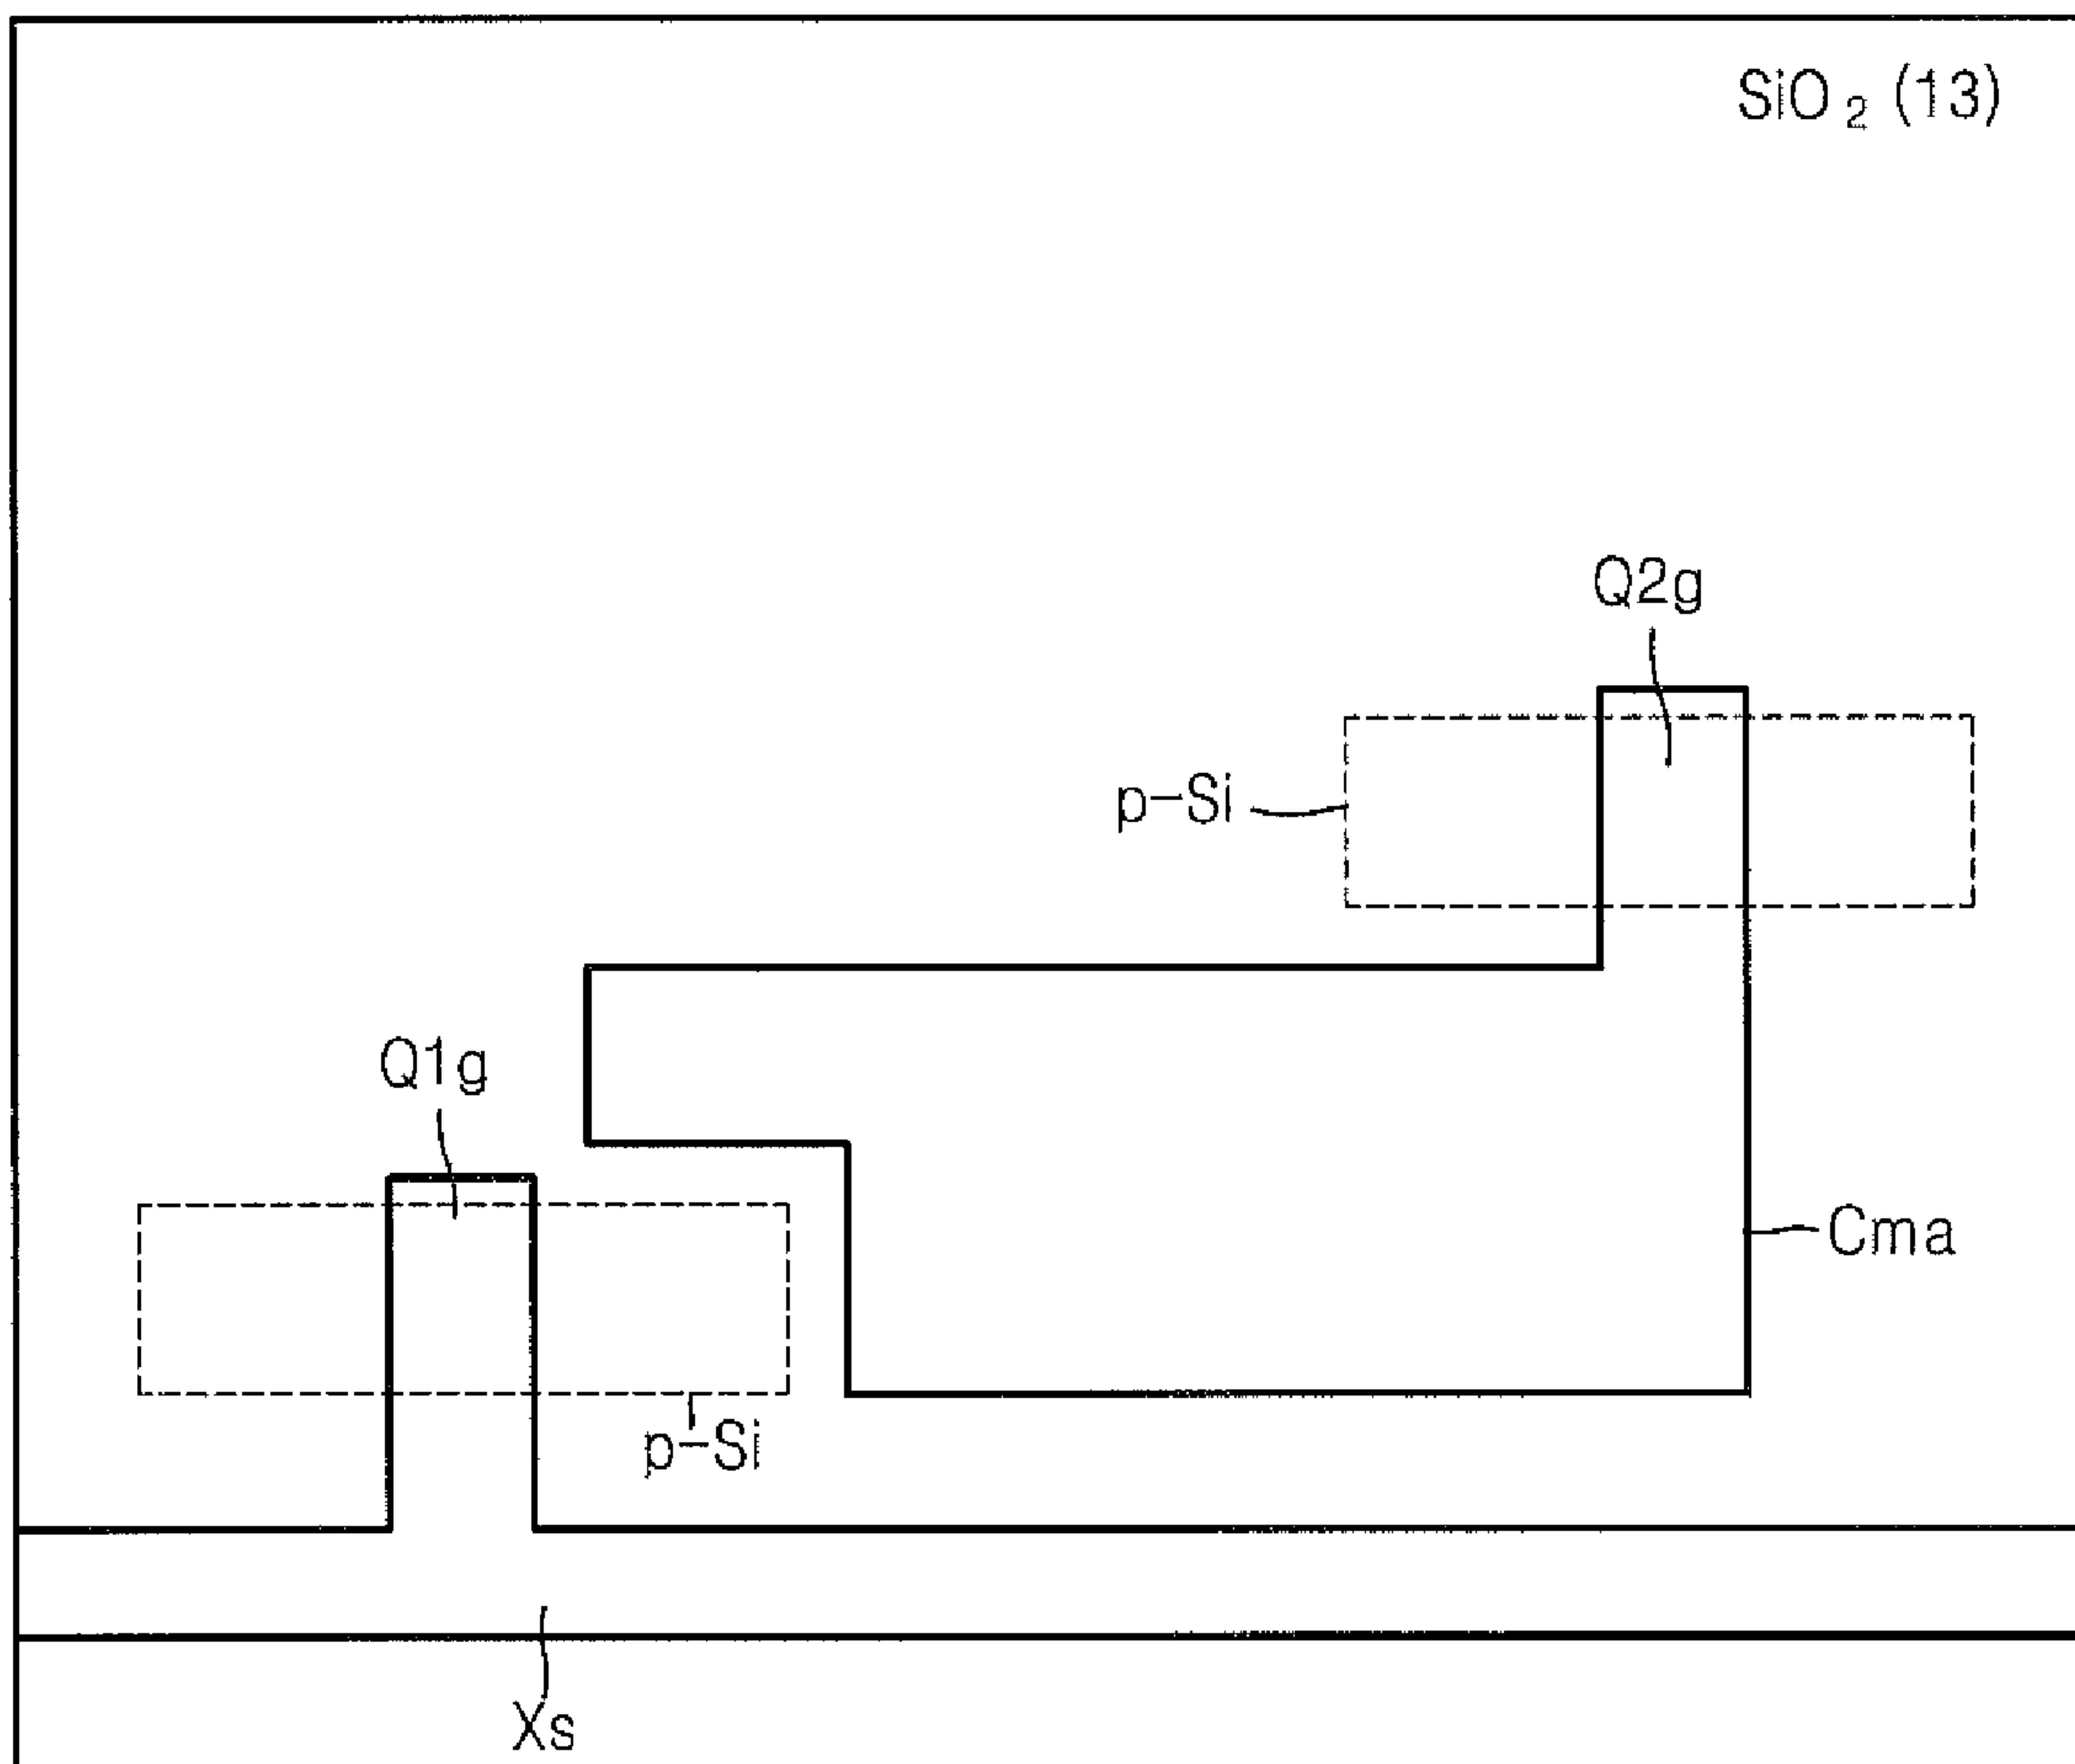 SiO₂ (13)
Q2g
p-Si
Q1g
Cma
p-Si
Xs